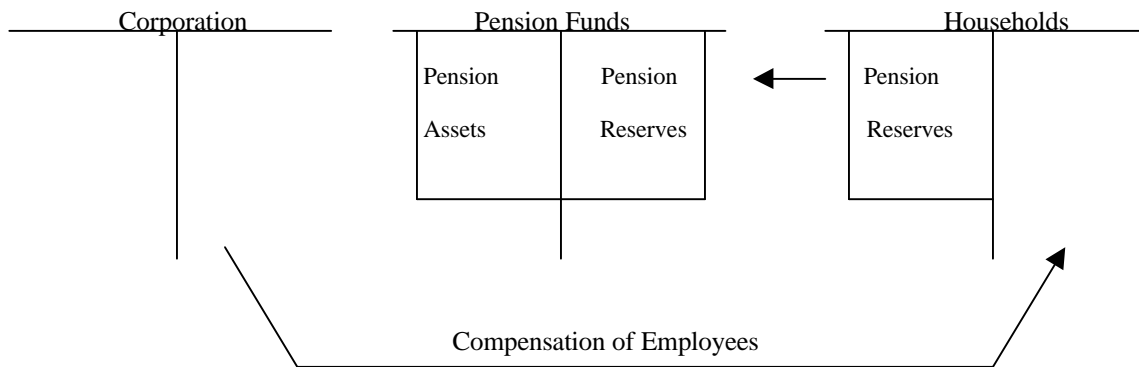 Corporation
Pension Funds
Households
Pension
Assets
Pension
Reserves
Pension
Reserves
Compensation of Employees